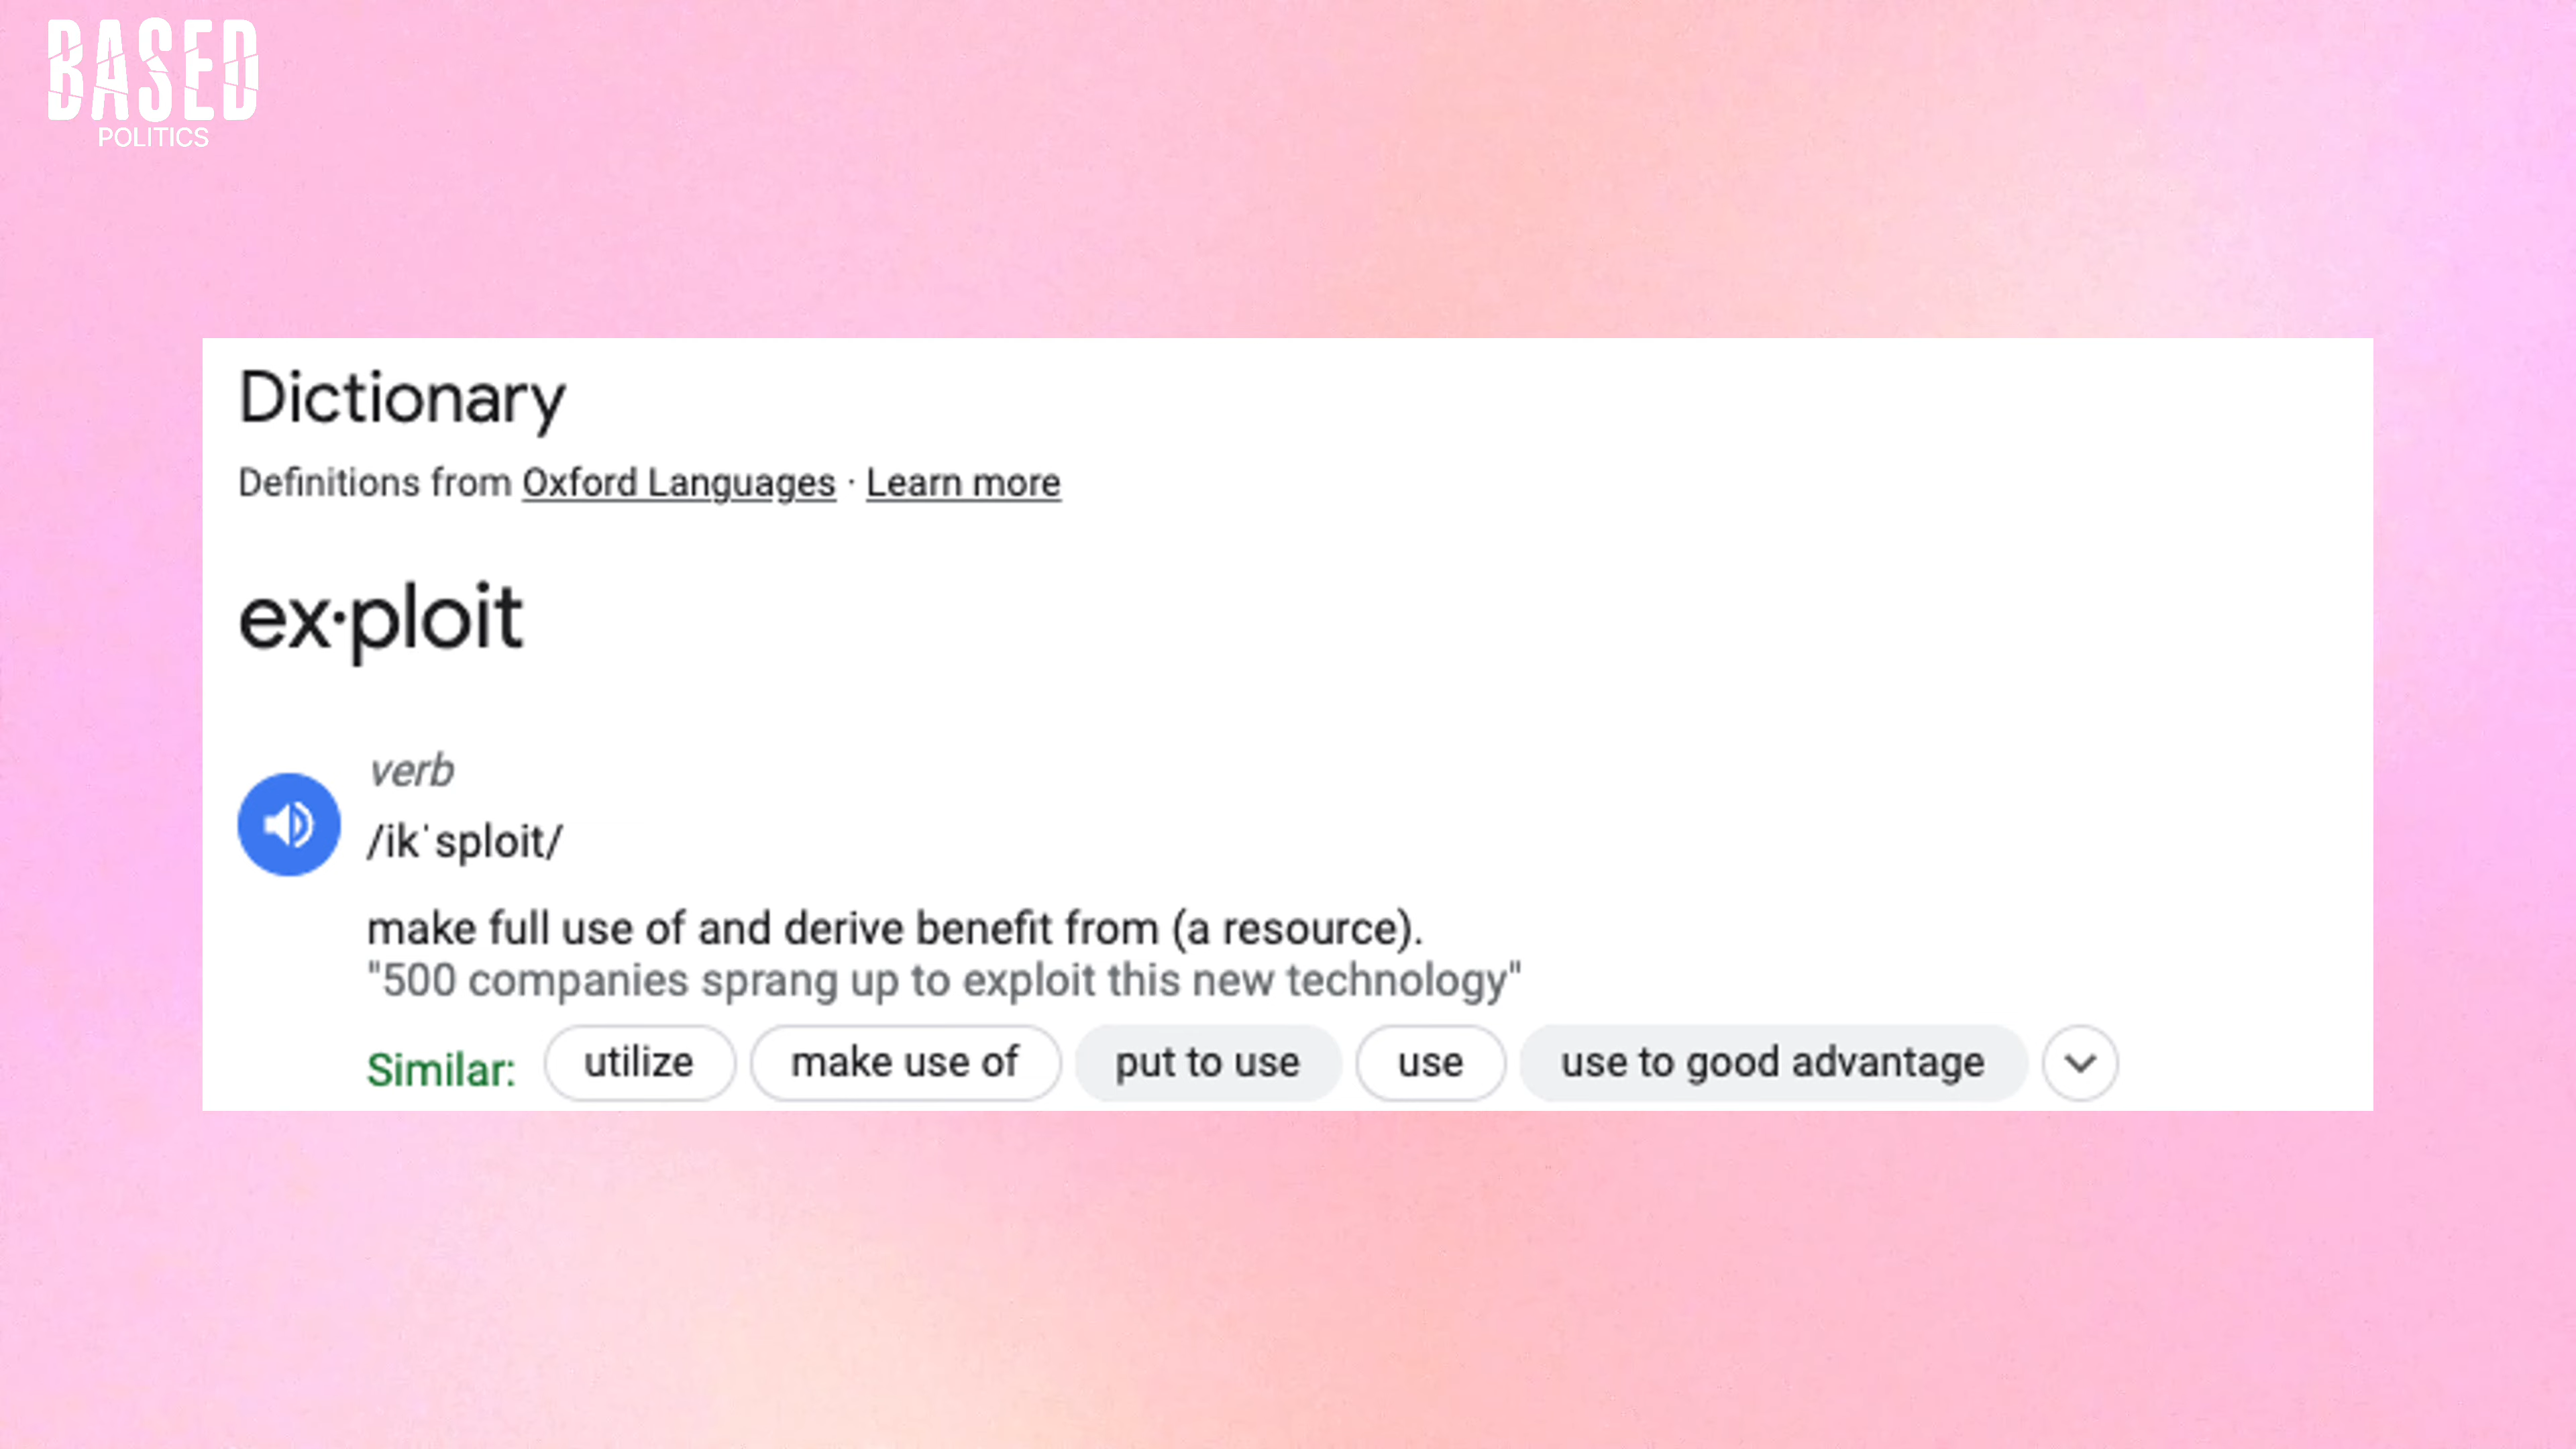 BASED
POLITICS
Dictionary
Definitions from Oxford Languages · Learn more
ex·ploit
verb
/ikˈsploit/
make full use of and derive benefit from (a resource).
"500 companies sprang up to exploit this new technology"
Similar: utilize make use of put to use use use to good advantage